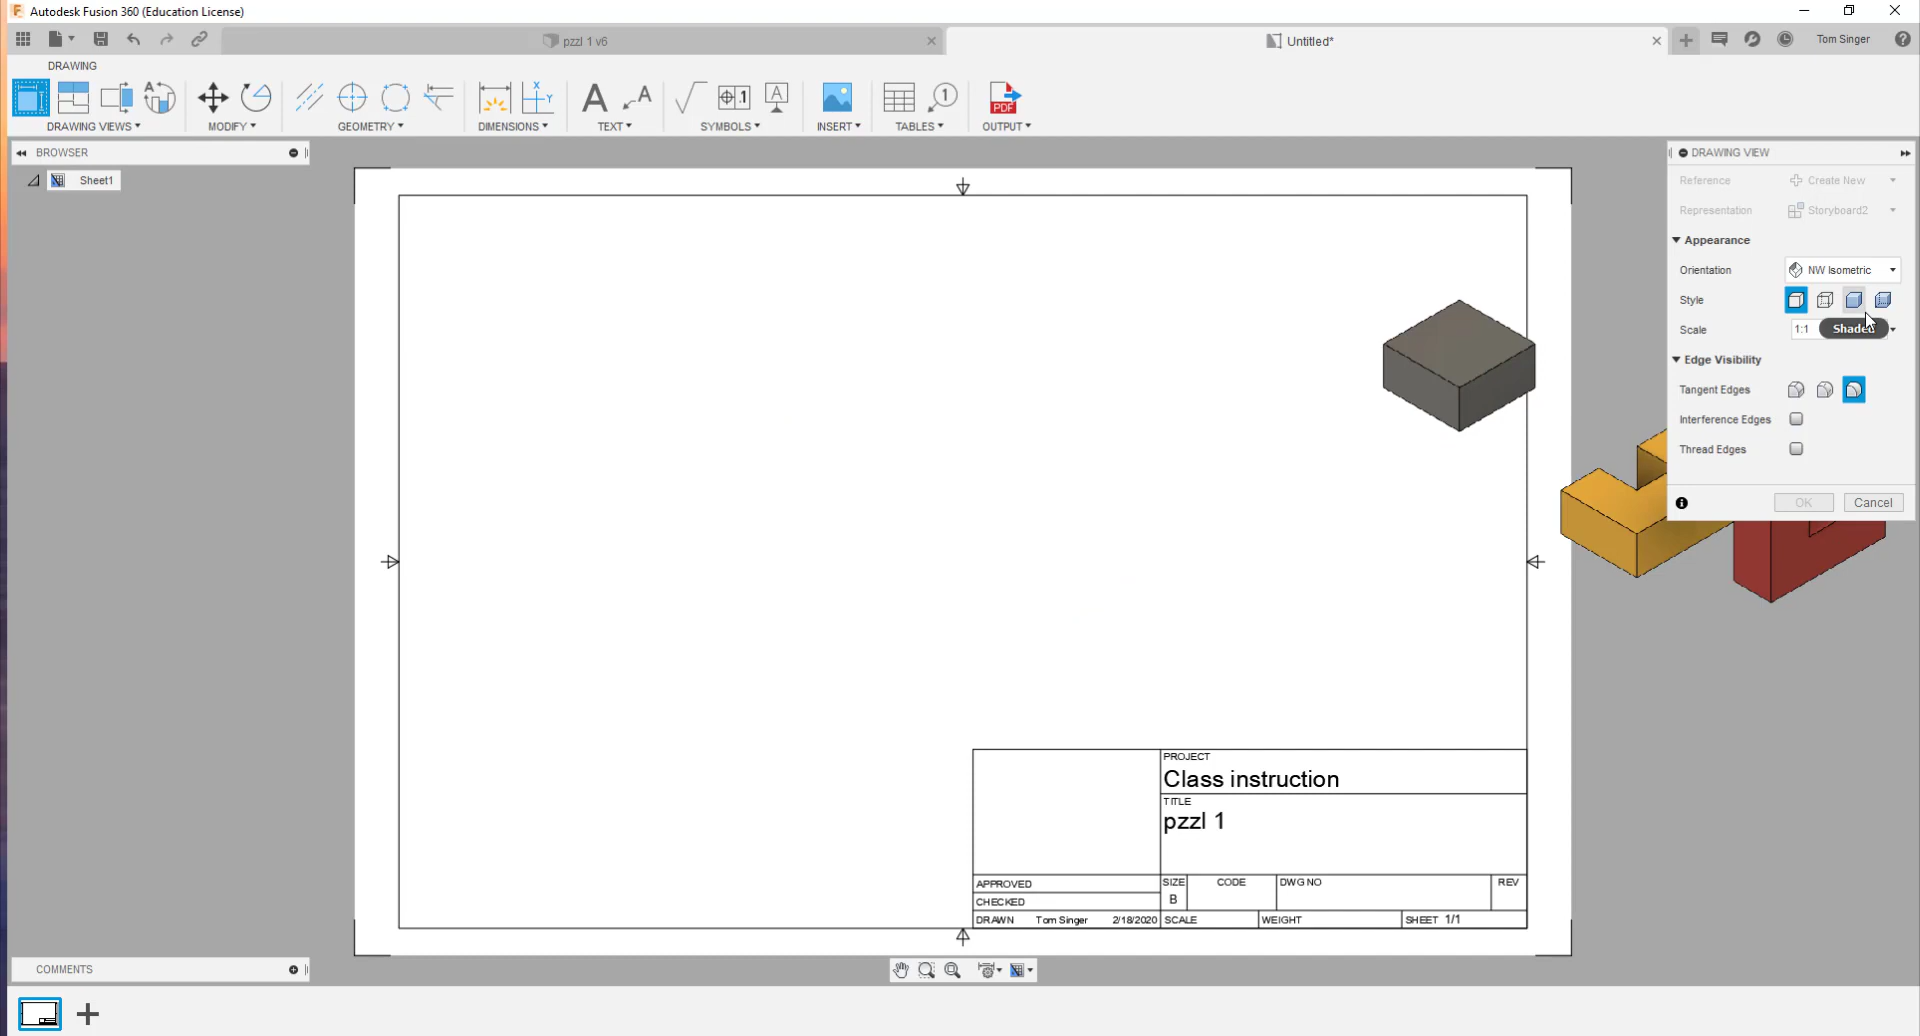 Autodesk Fusion 360 (Education License)
pzzl 1 v6
Untitled*
Tom Singer
DRAWING
DRAWING VIEWS
MODIFY
GEOMETRY
DIMENSIONS
TEXT
SYMBOLS
INSERT
TABLES
OUTPUT
PDF
BROWSER
Sheet1
DRAWING VIEW
Reference
Create New
Representation
Storyboard2
Appearance
Orientation
NW Isometric
Style
Scale
1:1
Shaded
Edge Visibility
Tangent Edges
Interference Edges
Thread Edges
OK
Cancel
PROJECT
Class instruction
TITLE
pzzl 1
APPROVED
CHECKED
DRAWN Tom Singer 2/18/2020
SIZE
B
CODE
DWG NO
REV
SCALE
WEIGHT
SHEET 1/1
COMMENTS